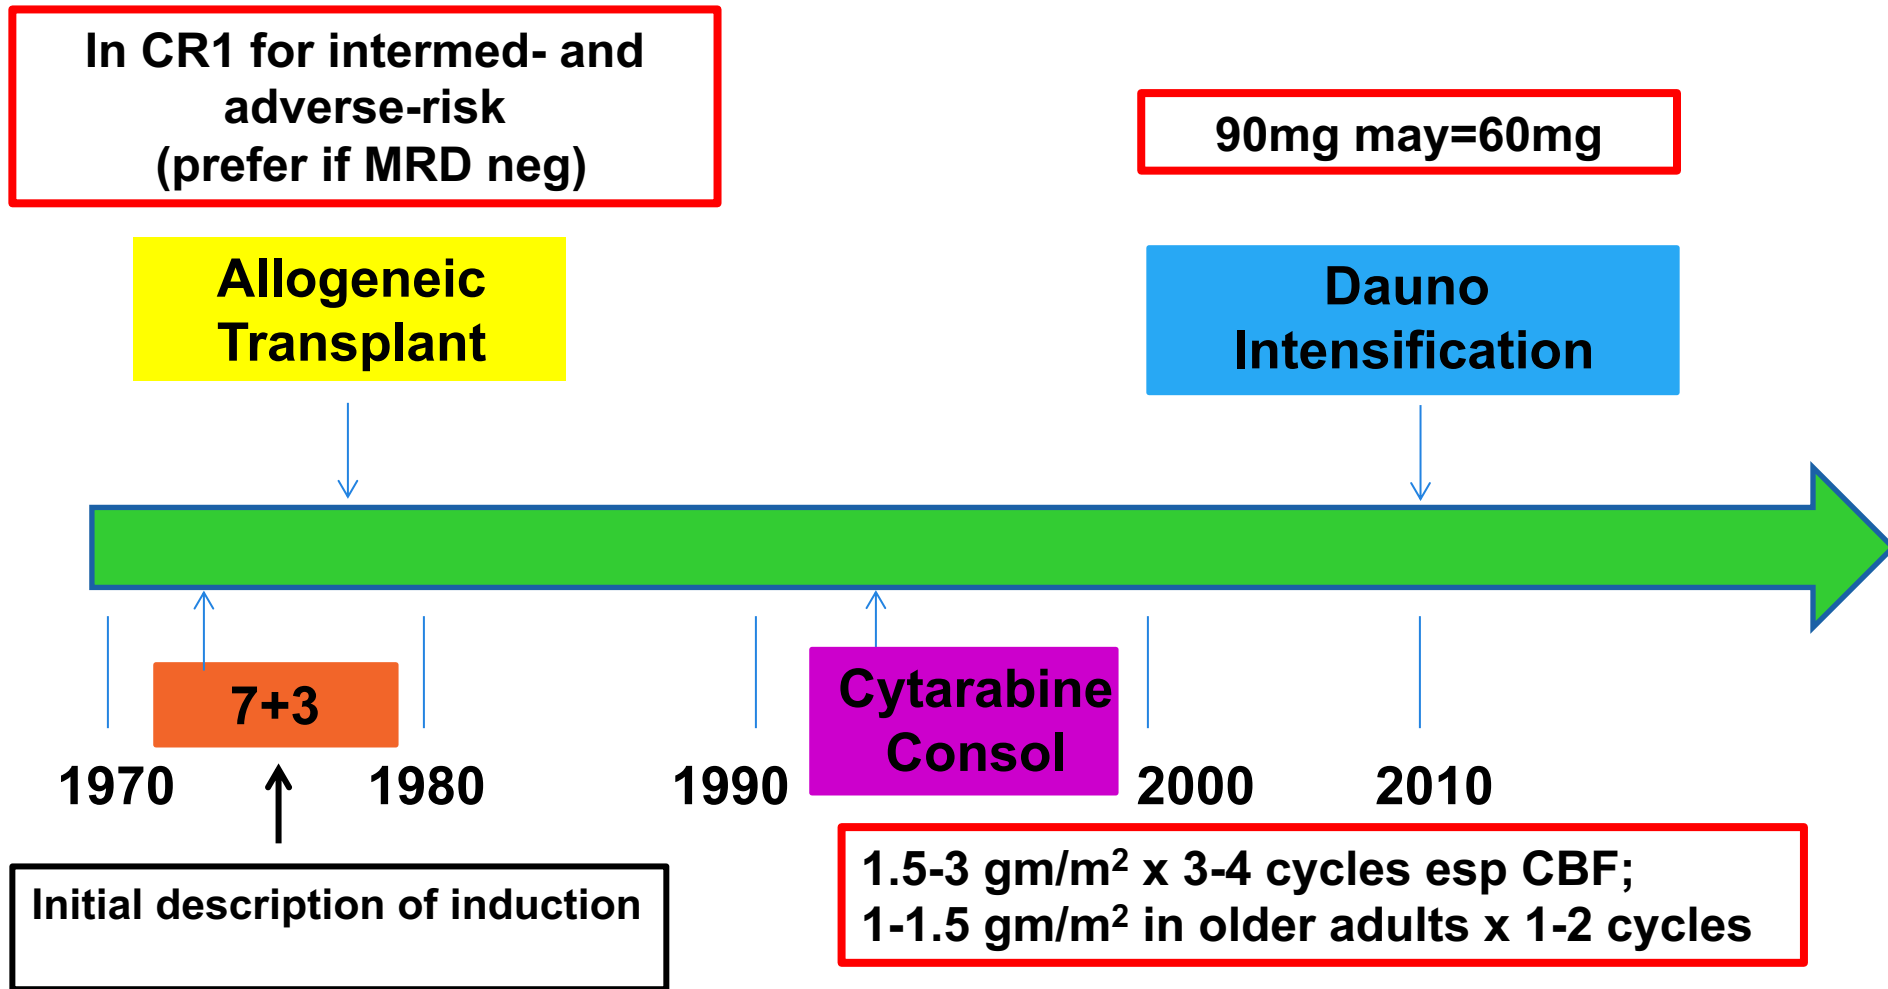 In CR1 for intermed- and
adverse-risk
(prefer if MRD neg)
90mg may=60mg
Allogeneic
Transplant
Dauno
Intensification
7+3
Cytarabine
Consol
1970
1980
1990
2000
2010
Initial description of induction
1.5-3 gm/m² x 3-4 cycles esp CBF;
1-1.5 gm/m² in older adults x 1-2 cycles